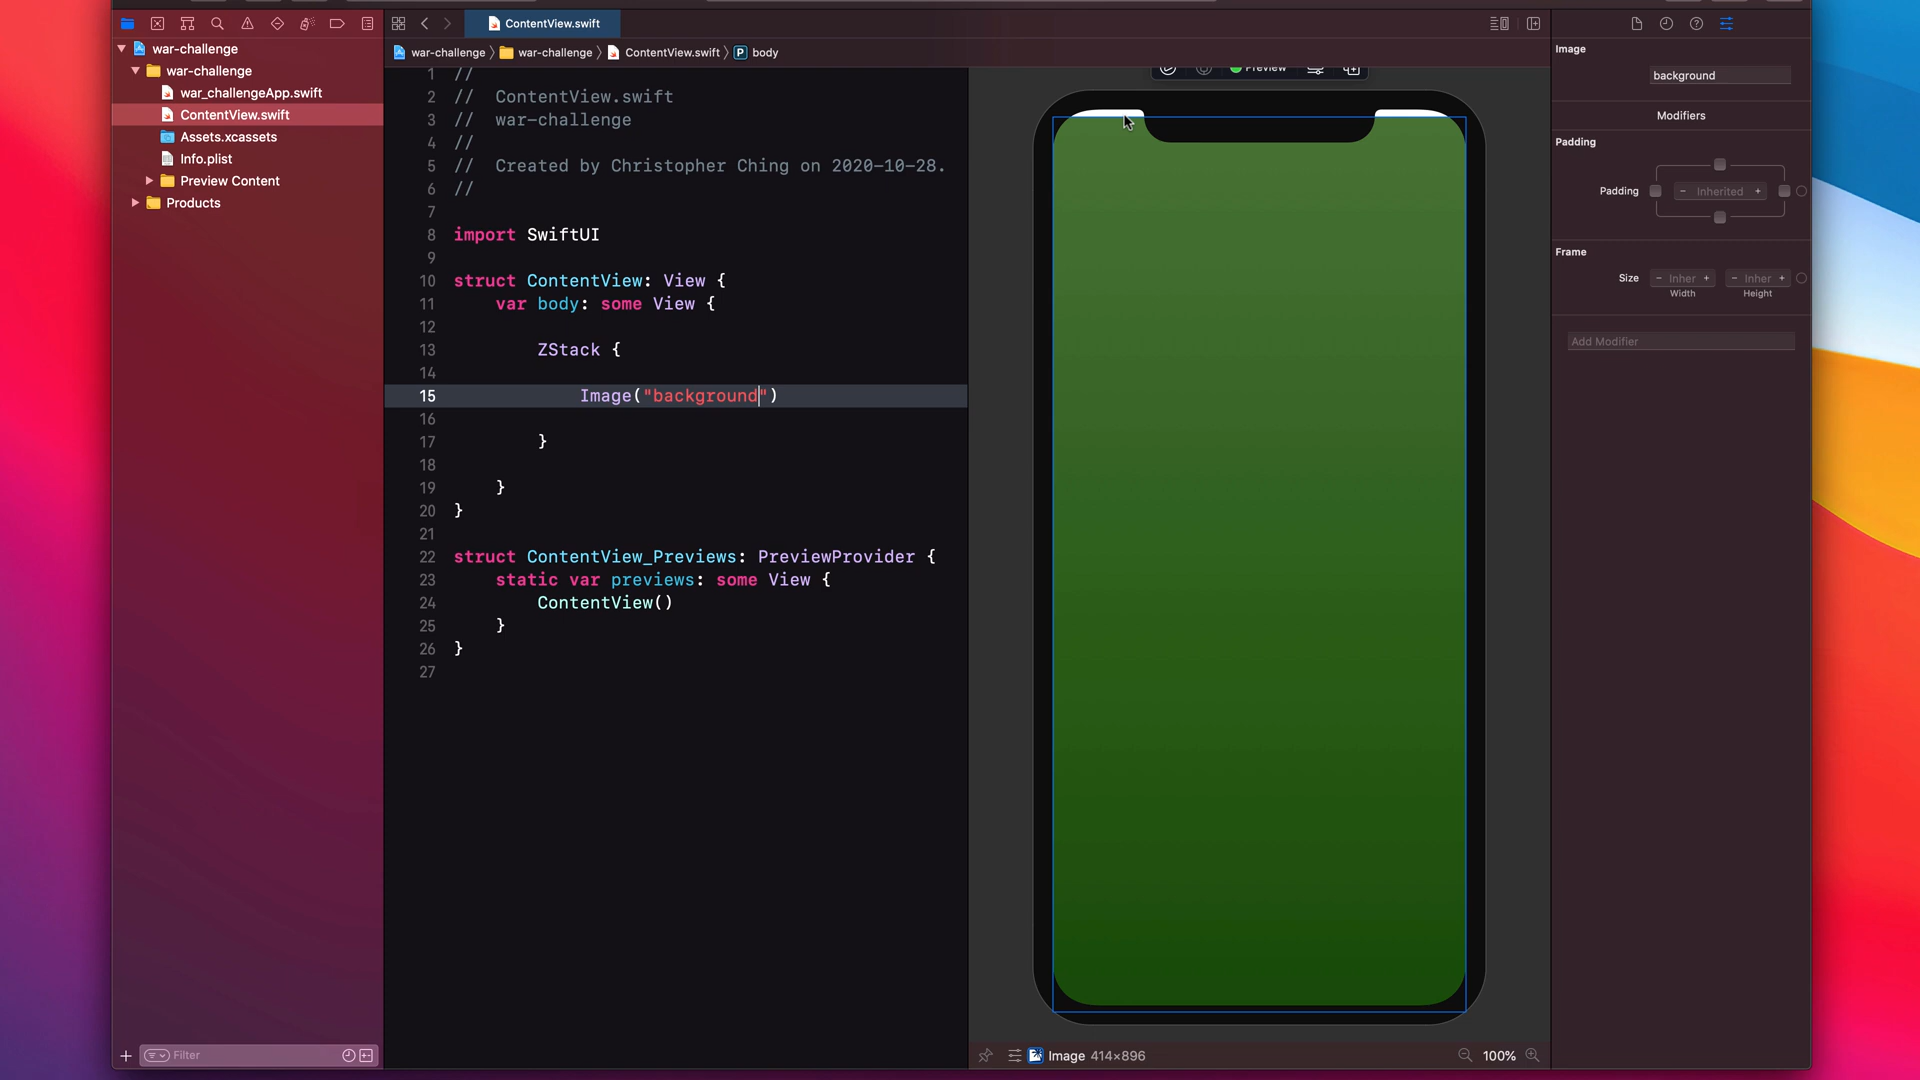 ContentView.swift
war-challenge
war-challenge
war_challengeApp.swift
ContentView.swift
Assets.xcassets
Info.plist
Preview Content
Products
Filter
war-challenge
war-challenge
ContentView.swift
P
body
1 //
2 // ContentView.swift
3 // war-challenge
4 //
5 // Created by Christopher Ching on 2020-10-28.
6 //
7
8 import SwiftUI
9
10 struct ContentView: View {
11 var body: some View {
12
13 ZStack {
14
15 Image("background")
16
17 }
18
19 }
20 }
21
22 struct ContentView_Previews: PreviewProvider {
23 static var previews: some View {
24 ContentView()
25 }
26 }
27
Preview
Image 414×896
100%
Image
background
Modifiers
Padding
Padding
− Inherited +
Frame
Size
− Inher +
− Inher +
Width
Height
Add Modifier